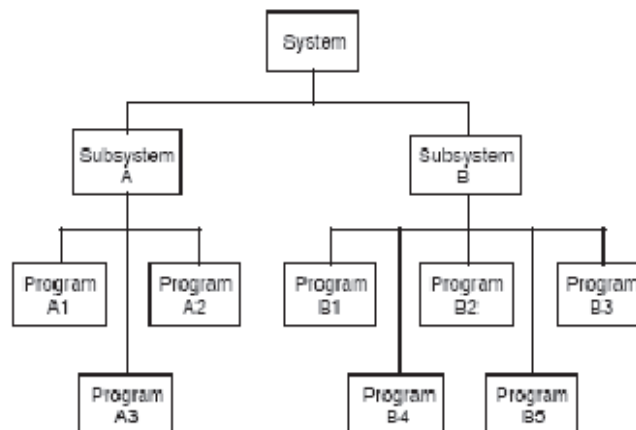 System
Subsystem
A
Subsystem
B
Program
A1
Program
A2
Program
B1
Program
B2
Program
B3
Program
A3
Program
B4
Program
B5